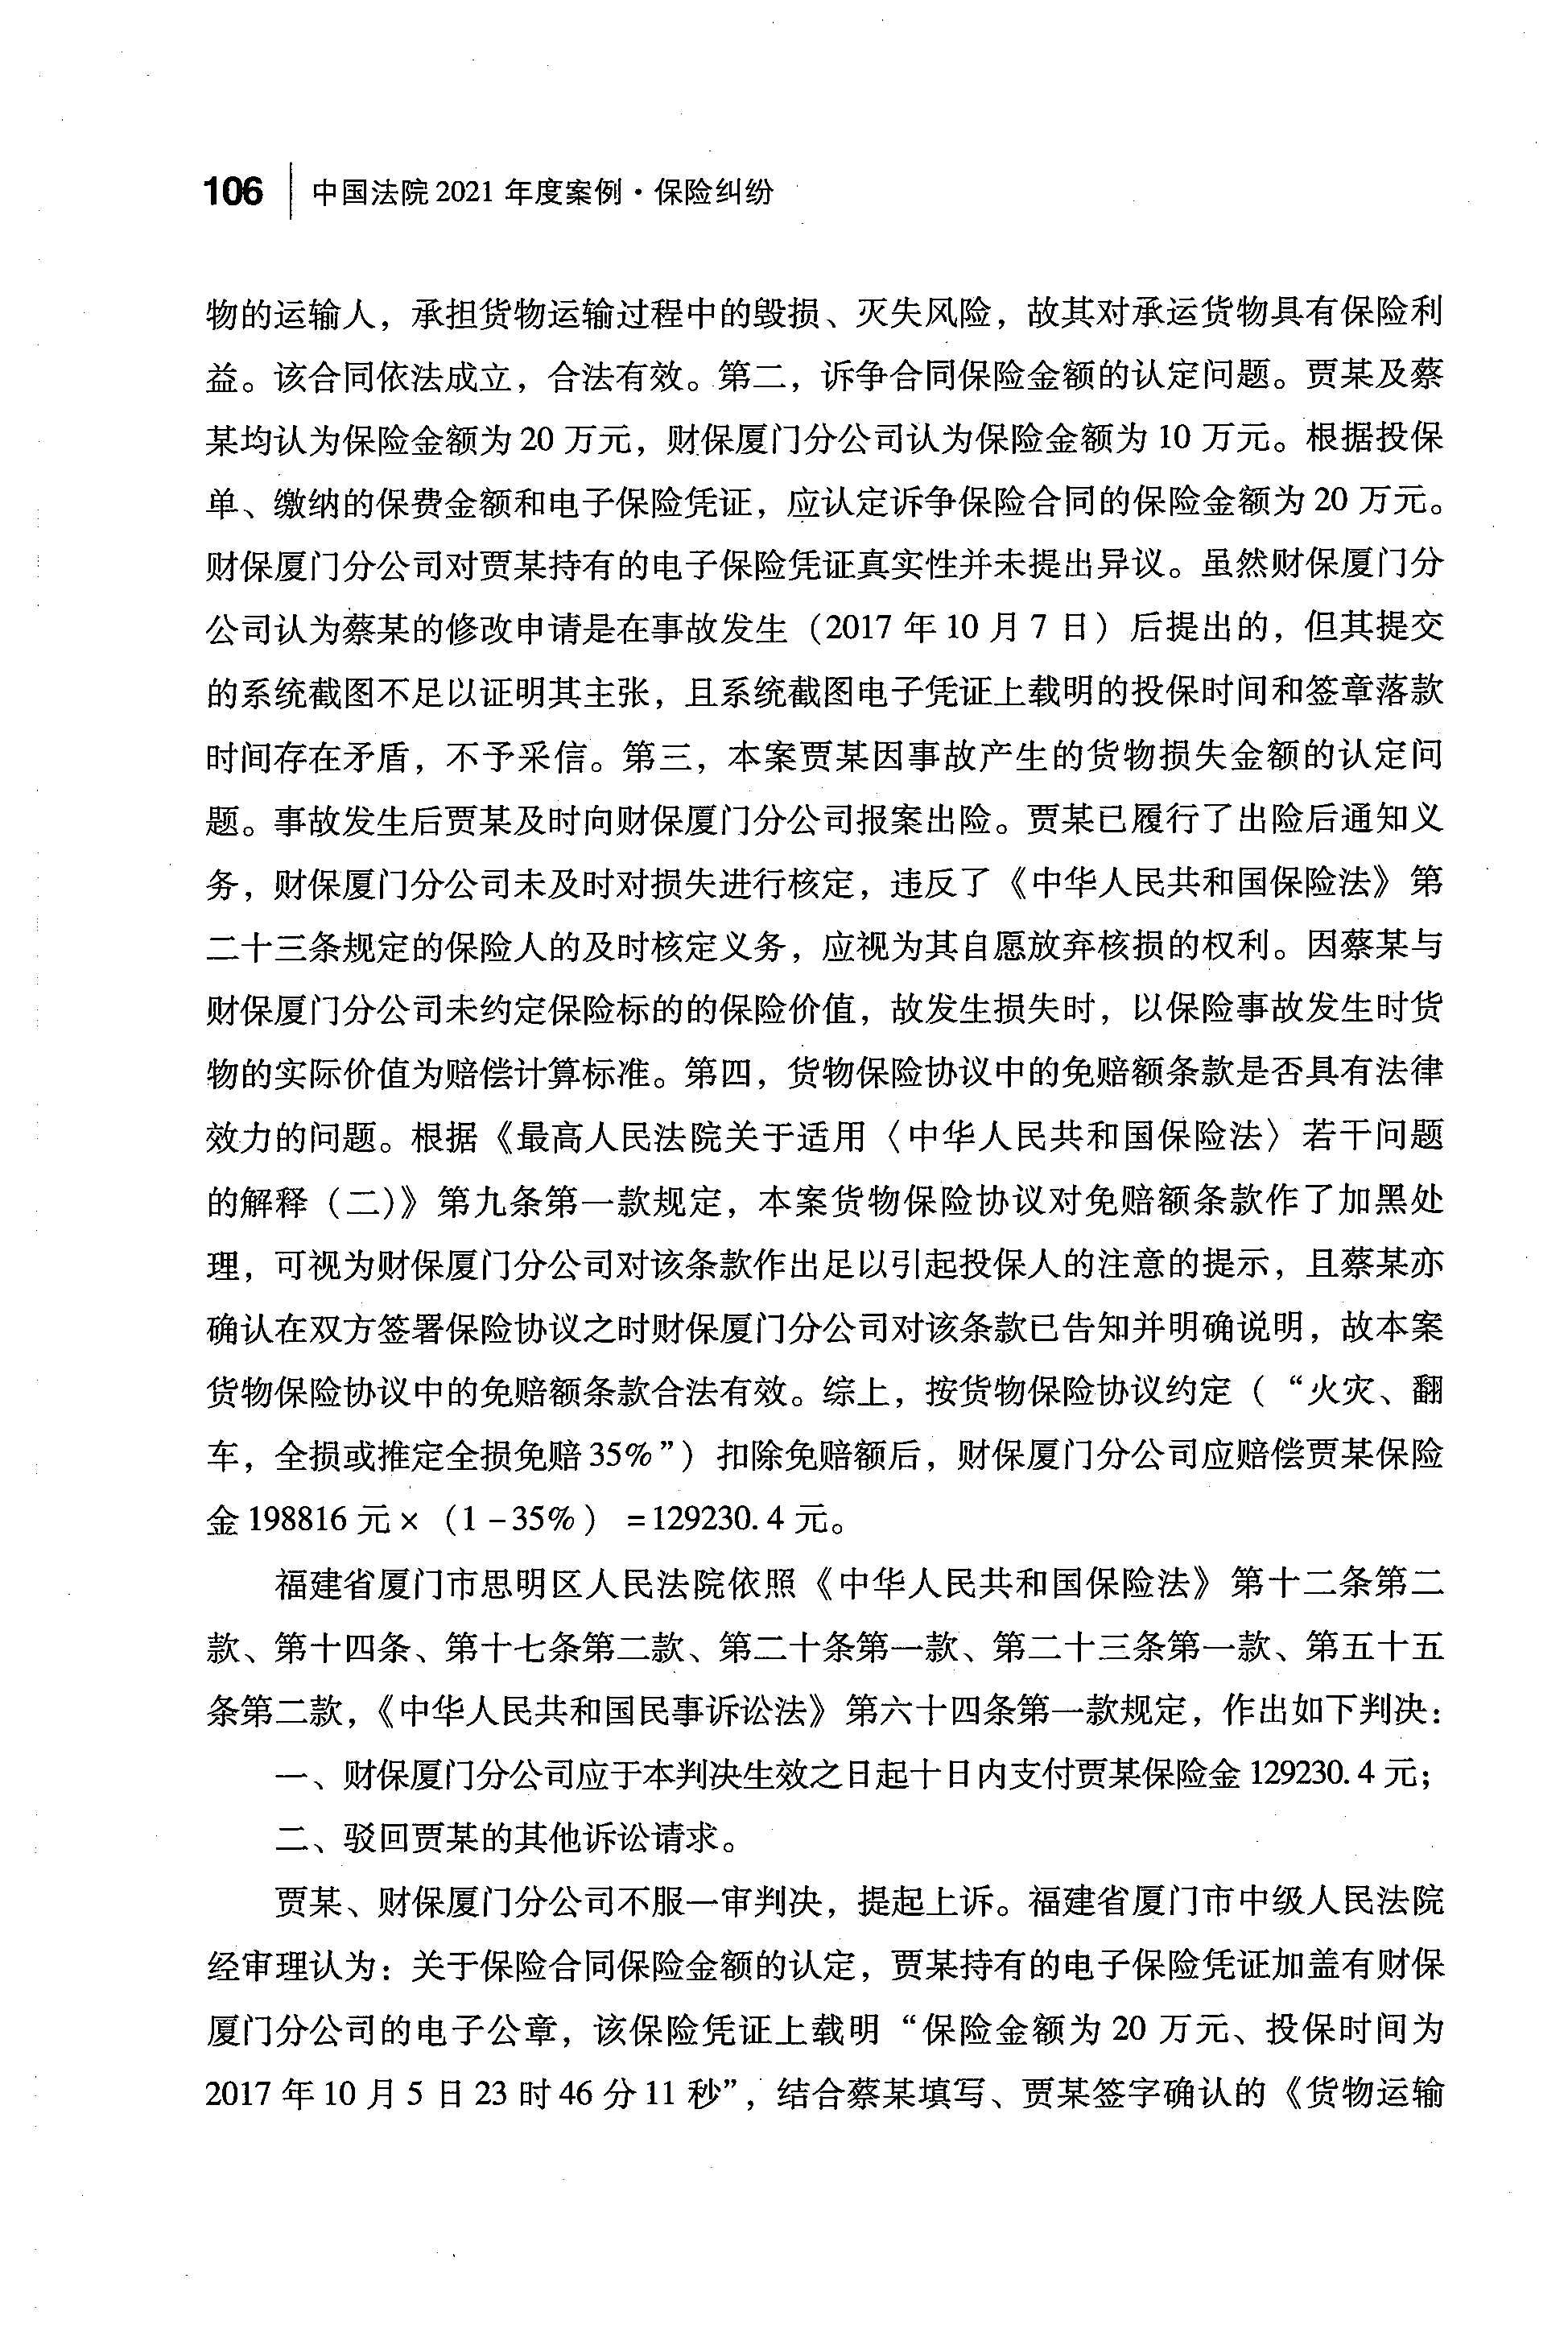 106 中国法院2021 年度案例·保险纠纷
物的运输人，承担货物运输过程中的毁损、灭失风险，故其对承运货物具有保险利
益。该合同依法成立，合法有效。第二，诉争合同保险金额的认定问题。贾某及蔡
某均认为保险金额为20 万元，财保厦门分公司认为保险金额为 10 万元。根据投保
单、缴纳的保费金额和电子保险凭证，应认定诉争保险合同的保险金额为20 万元。
财保厦门分公司对贾某持有的电子保险凭证真实性并未提出异议。虽然财保厦门分
公司认为蔡某的修改申请是在事故发生（2017 年 10 月 7 日）后提出的，但其提交
的系统截图不足以证明其主张，且系统截图电子凭证上载明的投保时间和签章落款
时间存在矛盾，不予采信。第三，本案贾某因事故产生的货物损失金额的认定问
题。事故发生后贾某及时向财保厦门分公司报案出险。贾某已履行了出险后通知义
务，财保厦门分公司未及时对损失进行核定，违反了《中华人民共和国保险法》第
二十三条规定的保险人的及时核定义务，应视为其自愿放弃核损的权利。因蔡某与
财保厦门分公司未约定保险标的的保险价值，故发生损失时，以保险事故发生时货
物的实际价值为赔偿计算标准。第四，货物保险协议中的免赔额条款是否具有法律
效力的问题。根据《最高人民法院关于适用〈中华人民共和国保险法〉若干问题
的解释（二)》第九条第一款规定，本案货物保险协议对免赔额条款作了加黑处
理，可视为财保厦门分公司对该条款作出足以引起投保人的注意的提示，且蔡某亦
确认在双方签署保险协议之时财保厦门分公司对该条款已告知并明确说明，故本案
货物保险协议中的免赔额条款合法有效。综上，按货物保险协议约定（“火灾、翻
车，全损或推定全损免赔35%”）扣除免赔额后，财保厦门分公司应赔偿贾某保险
金 198816 元×（1-35%）=129230.4 元。
福建省厦门市思明区人民法院依照《中华人民共和国保险法》第十二条第二
款、第十四条、第十七条第二款、第二十条第一款、第二十三条第一款、第五十五
条第二款，《中华人民共和国民事诉讼法》第六十四条第一款规定，作出如下判决：
一、财保厦门分公司应于本判决生效之日起十日内支付贾某保险金 129230.4 元；
二、驳回贾某的其他诉讼请求。
贾某、财保厦门分公司不服一审判决，提起上诉。福建省厦门市中级人民法院
经审理认为：关于保险合同保险金额的认定，贾某持有的电子保险凭证加盖有财保
厦门分公司的电子公章，该保险凭证上载明“保险金额为 20 万元、投保时间为
2017 年 10 月 5 日 23 时 46 分 11 秒”，结合蔡某填写、贾某签字确认的《货物运输